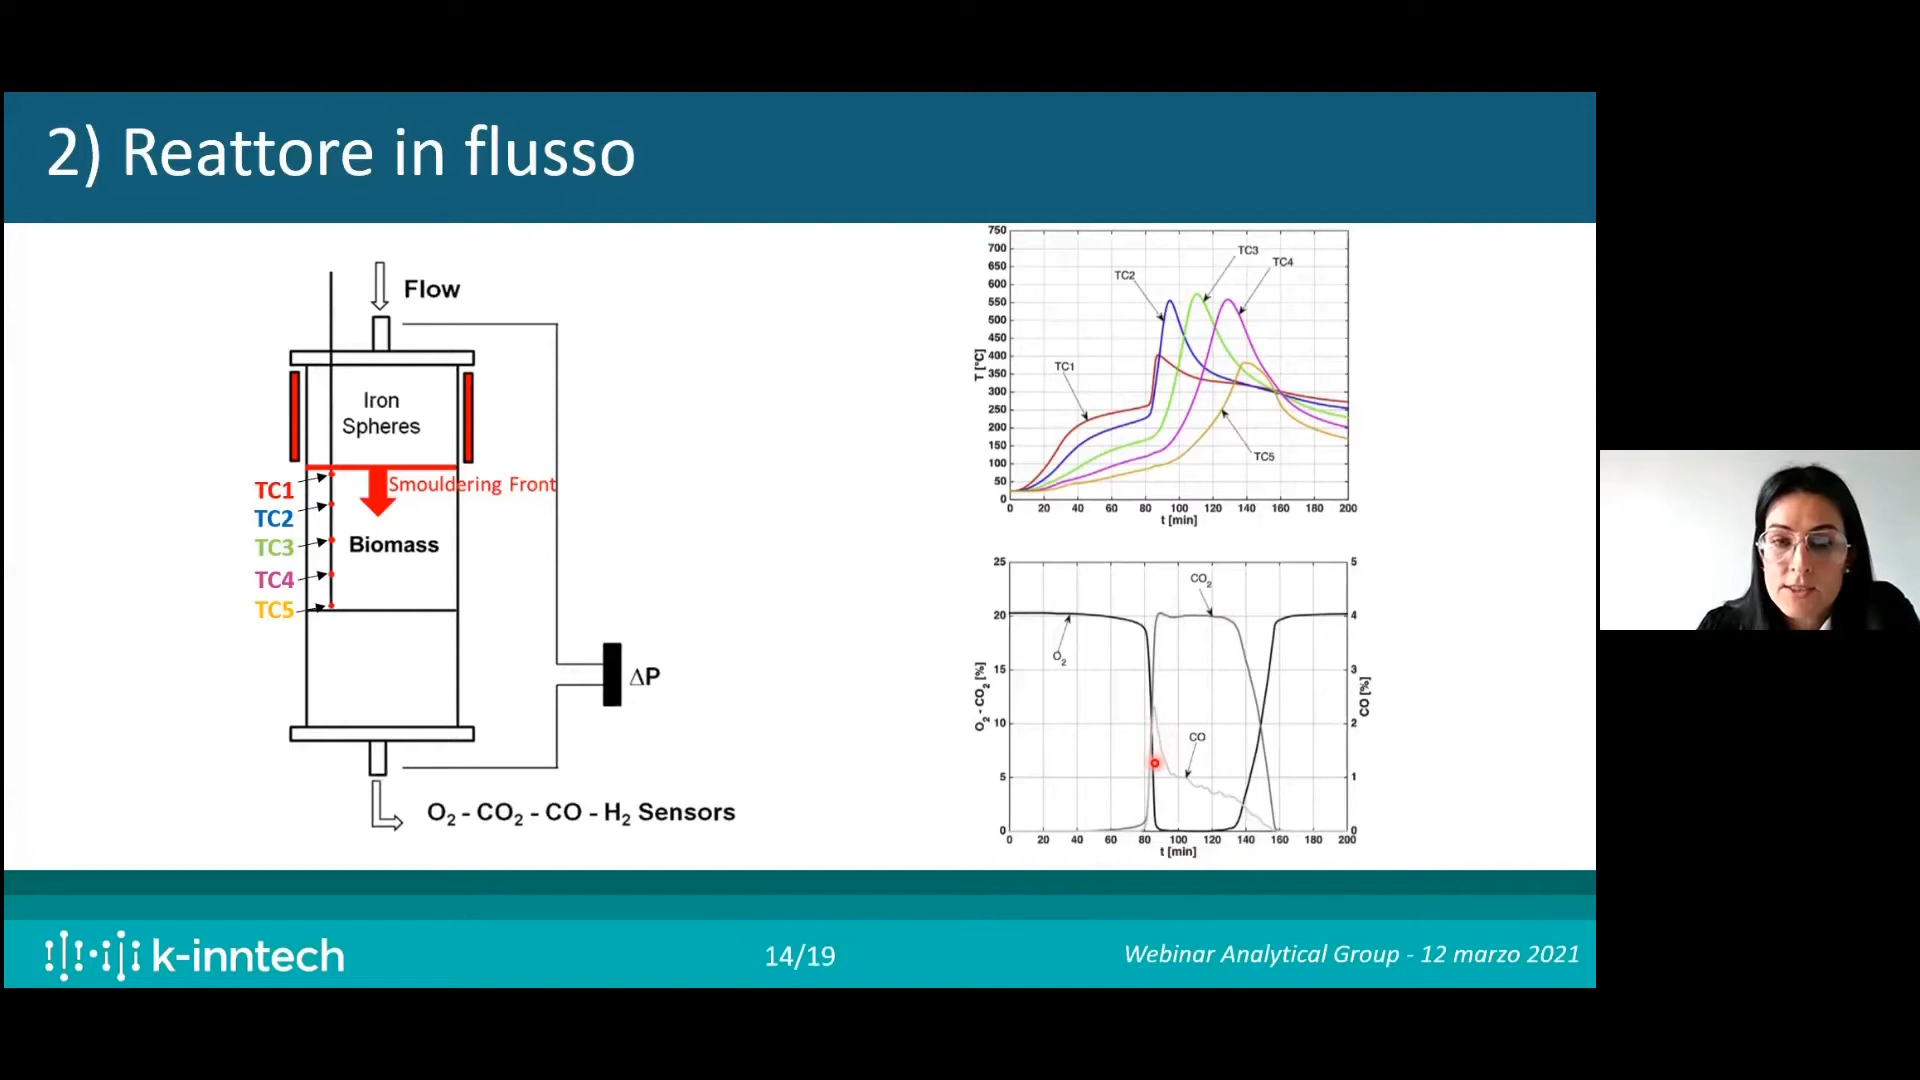 2) Reattore in flusso
Flow
Iron
Spheres
Smouldering Front
TC1
TC2
TC3
TC4
TC5
Biomass
ΔP
O₂ - CO₂ - CO - H₂ Sensors
750
700
650
600
550
500
450
400
350
300
250
200
150
100
50
0
T [°C]
TC1
TC2
TC3
TC4
TC5
0 20 40 60 80 100 120 140 160 180 200
t [min]
25
20
15
10
5
0
O₂ - CO₂ [%]
CO₂
O₂
CO
5
4
3
2
1
0
CO [%]
0 20 40 60 80 100 120 140 160 180 200
t [min]
k-inntech
14/19
Webinar Analytical Group - 12 marzo 2021